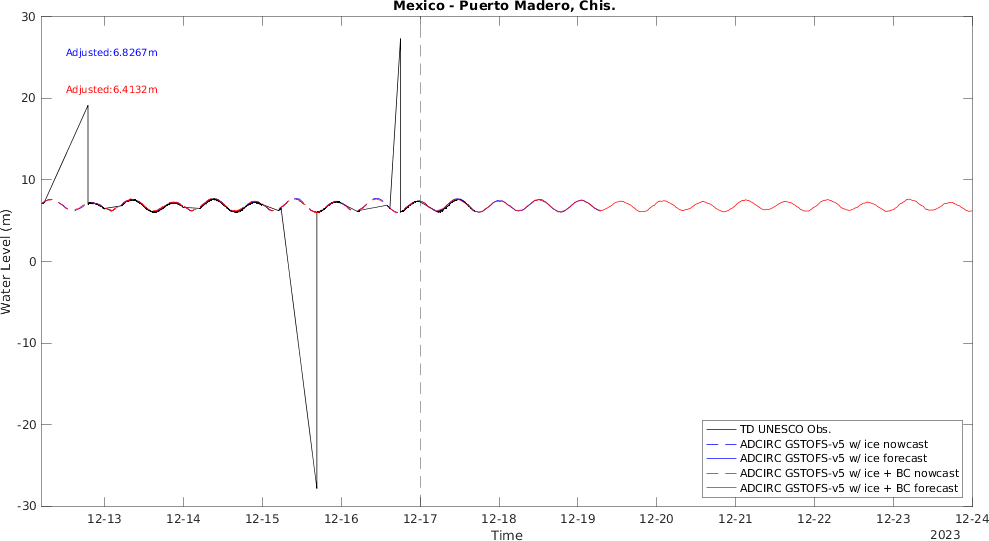 Mexico - Puerto Madero, Chis.
30
Adjusted:6.8267m
Adjusted:6.4132m
20
10
0
-10
-20
-30
Water Level (m)
TD UNESCO Obs.
ADCIRC GSTOFS-v5 w/ ice nowcast
ADCIRC GSTOFS-v5 w/ ice forecast
ADCIRC GSTOFS-v5 w/ ice + BC nowcast
ADCIRC GSTOFS-v5 w/ ice + BC forecast
12-13 12-14 12-15 12-16 12-17 12-18 12-19 12-20 12-21 12-22 12-23 12-24
Time
2023